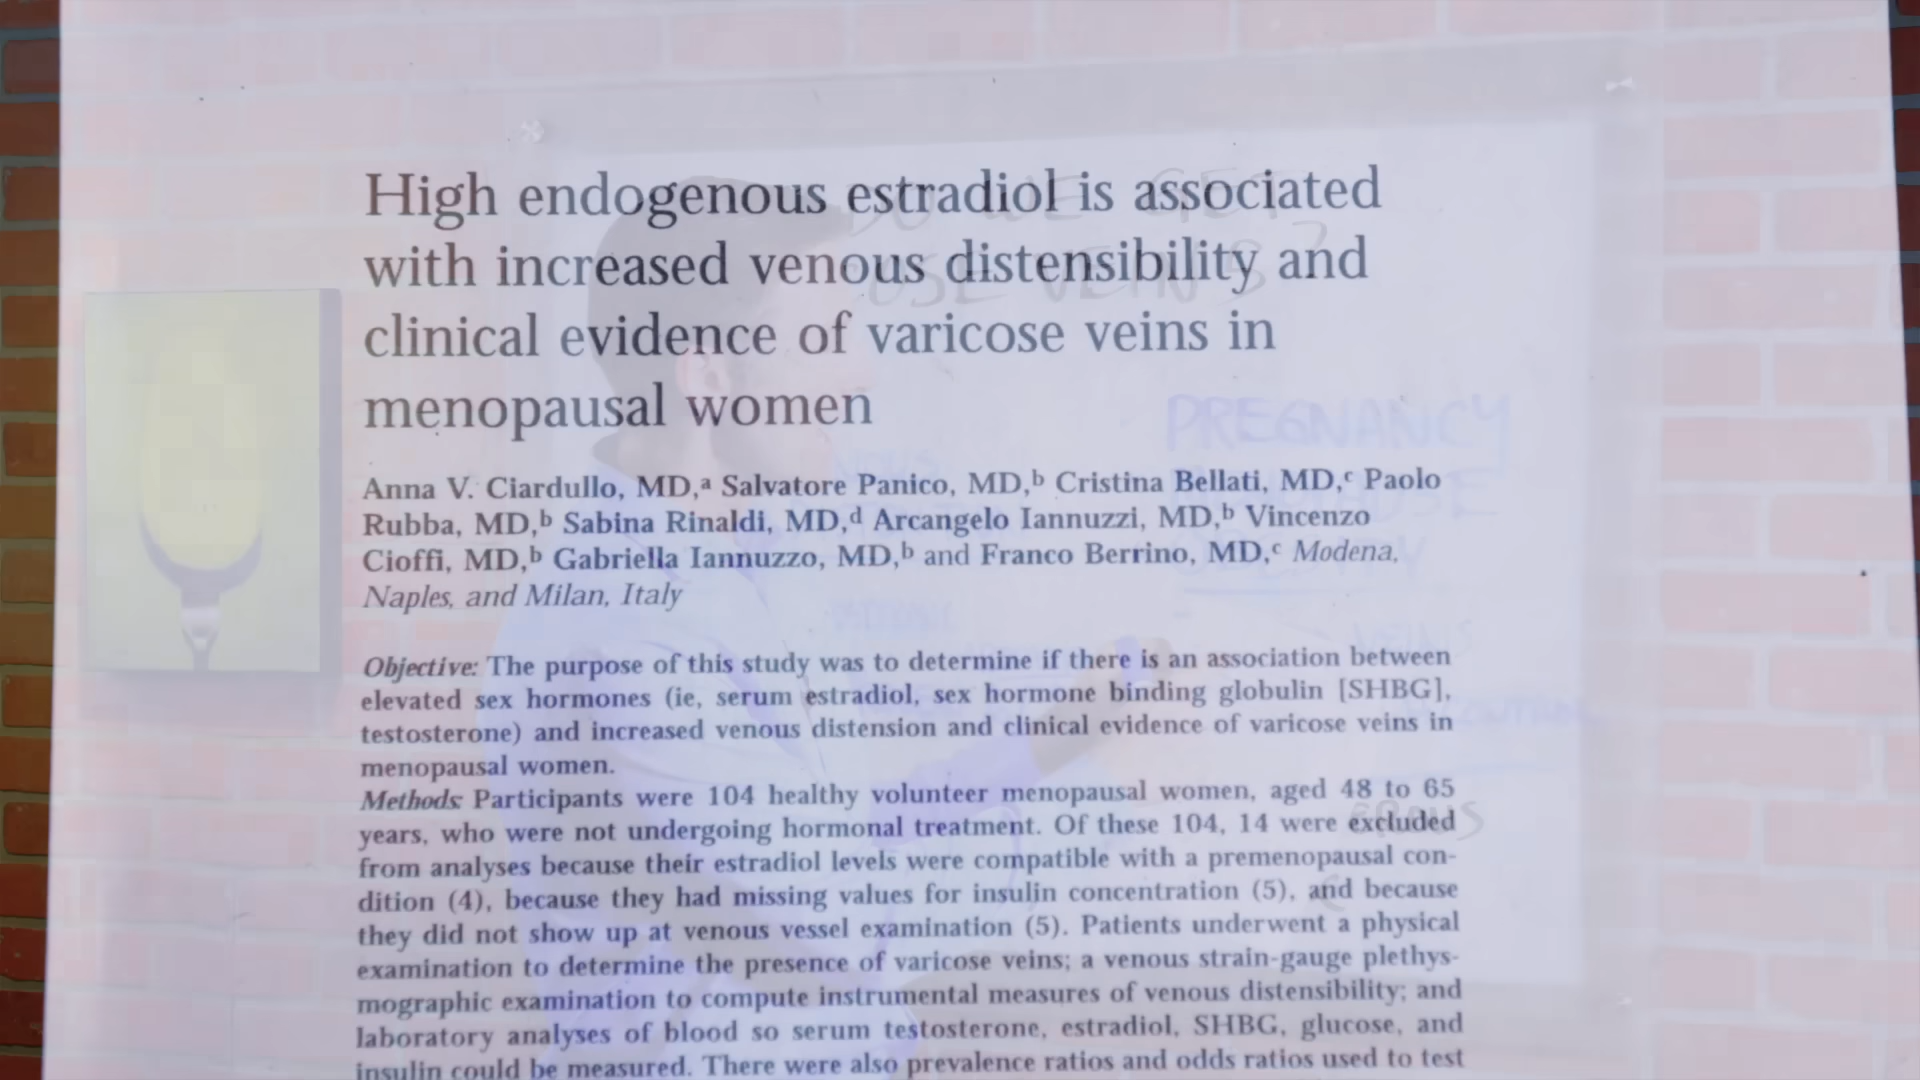 High endogenous estradiol is associated
with increased venous distensibility and
clinical evidence of varicose veins in
menopausal women
Anna V. Ciardullo, MD,ᵃ Salvatore Panico, MD,ᵇ Cristina Bellati, MD,ᶜ Paolo
Rubba, MD,ᵇ Sabina Rinaldi, MD,ᵈ Arcangelo Iannuzzi, MD,ᵇ Vincenzo
Cioffi, MD,ᵇ Gabriella Iannuzzo, MD,ᵇ and Franco Berrino, MD,ᶜ Modena,
Naples, and Milan, Italy
Objective: The purpose of this study was to determine if there is an association between
elevated sex hormones (ie, serum estradiol, sex hormone binding globulin [SHBG],
testosterone) and increased venous distension and clinical evidence of varicose veins in
menopausal women.
Methods: Participants were 104 healthy volunteer menopausal women, aged 48 to 65
years, who were not undergoing hormonal treatment. Of these 104, 14 were excluded
from analyses because their estradiol levels were compatible with a premenopausal con-
dition (4), because they had missing values for insulin concentration (5), and because
they did not show up at venous vessel examination (5). Patients underwent a physical
examination to determine the presence of varicose veins; a venous strain-gauge plethys-
mographic examination to compute instrumental measures of venous distensibility; and
laboratory analyses of blood so serum testosterone, estradiol, SHBG, glucose, and
insulin could be measured. There were also prevalence ratios and odds ratios used to test
WE GET
VEINS?
PREGNANCY
VEINS